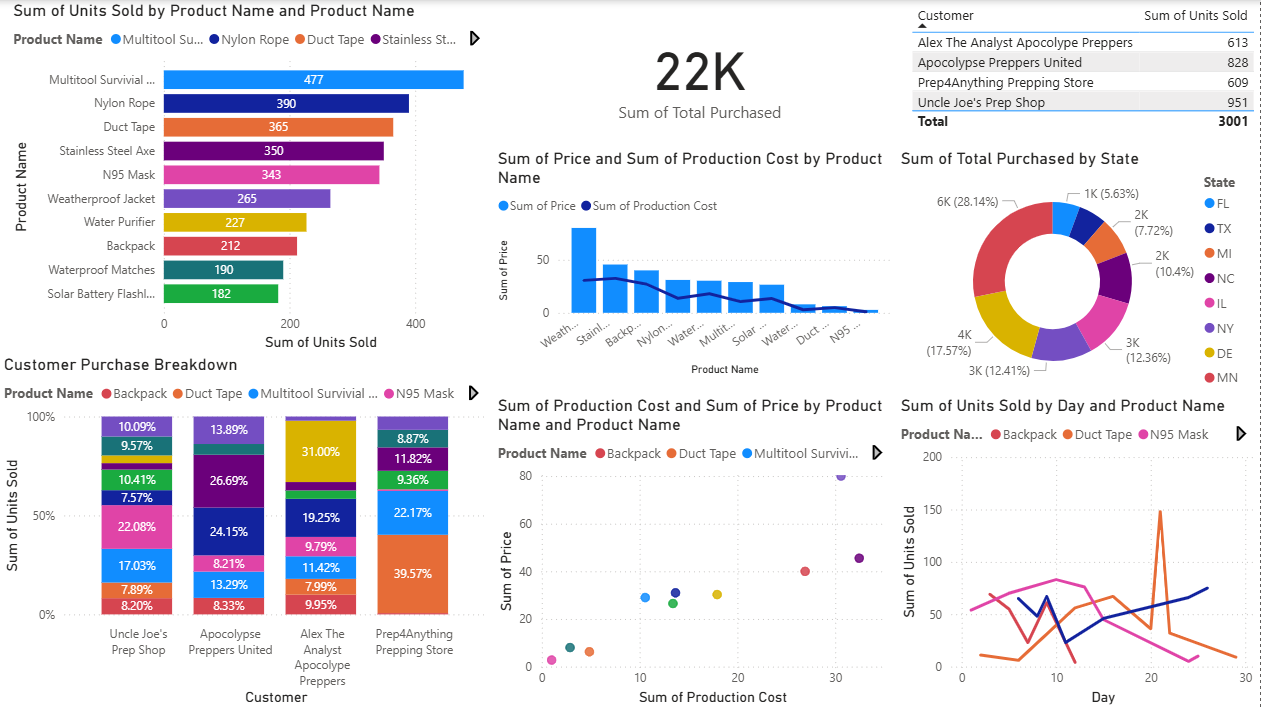 Sum of Units Sold by Product Name and Product Name
Product Name Multitool Su... Nylon Rope Duct Tape Stainless St...
Product Name
Multitool Survivial ... 477
Nylon Rope 390
Duct Tape 365
Stainless Steel Axe 350
N95 Mask 343
Weatherproof Jacket 265
Water Purifier 227
Backpack 212
Waterproof Matches 190
Solar Battery Flashl... 182
0 200 400
Sum of Units Sold
22K
Sum of Total Purchased
Customer Sum of Units Sold
Alex The Analyst Apocolype Preppers 613
Apocolypse Preppers United 828
Prep4Anything Prepping Store 609
Uncle Joe's Prep Shop 951
Total 3001
Sum of Price and Sum of Production Cost by Product
Name
Sum of Price Sum of Production Cost
Sum of Price
50
0
Weath... Stainl... Backp... Nylon... Water... Multit... Solar ... Water... Duct ... N95 ...
Product Name
Sum of Total Purchased by State
1K (5.63%)
2K
(7.72%)
2K
(10.4%)
3K
(12.36%)
3K (12.41%)
4K
(17.57%)
6K (28.14%)
State
FL
TX
MI
NC
IL
NY
DE
MN
Customer Purchase Breakdown
Product Name Backpack Duct Tape Multitool Survivial ... N95 Mask
Sum of Units Sold
100%
50%
0%
10.09%
9.57%
10.41%
7.57%
22.08%
17.03%
7.89%
8.20%
13.89%
26.69%
24.15%
8.21%
13.29%
8.33%
31.00%
19.25%
9.79%
11.42%
7.99%
9.95%
8.87%
11.82%
9.36%
22.17%
39.57%
Uncle Joe's
Prep Shop
Apocolypse
Preppers United
Alex The
Analyst
Apocolype
Preppers
Prep4Anything
Prepping Store
Customer
Sum of Production Cost and Sum of Price by Product
Name and Product Name
Product Name Backpack Duct Tape Multitool Survivi...
Sum of Price
80
60
40
20
0
0 10 20 30
Sum of Production Cost
Sum of Units Sold by Day and Product Name
Product Na... Backpack Duct Tape N95 Mask
Sum of Units Sold
200
150
100
50
0
0 10 20 30
Day